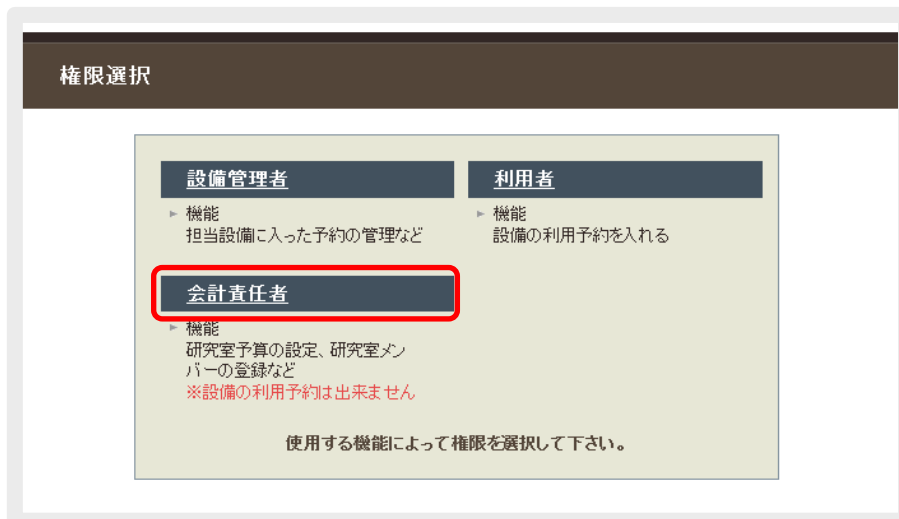 権限選択
設備管理者
▶ 機能
担当設備に入った予約の管理など
利用者
▶ 機能
設備の利用予約を入れる
会計責任者
▶ 機能
研究室予算の設定、研究室メン
バーの登録など
※設備の利用予約は出来ません
使用する機能によって権限を選択して下さい。